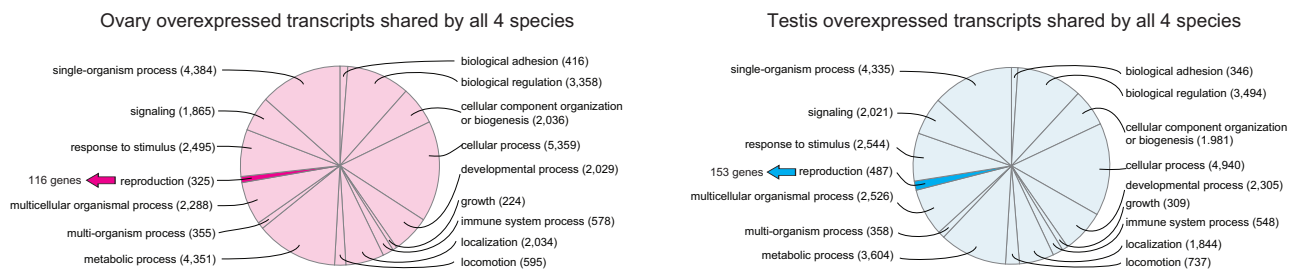 Ovary overexpressed transcripts shared by all 4 species
single-organism process (4,384)
signaling (1,865)
response to stimulus (2,495)
116 genes
reproduction (325)
multicellular organismal process (2,288)
multi-organism process (355)
metabolic process (4,351)
biological adhesion (416)
biological regulation (3,358)
cellular component organization
or biogenesis (2,036)
cellular process (5,359)
developmental process (2,029)
growth (224)
immune system process (578)
localization (2,034)
locomotion (595)
Testis overexpressed transcripts shared by all 4 species
single-organism process (4,335)
signaling (2,021)
response to stimulus (2,544)
153 genes
reproduction (487)
multicellular organismal process (2,526)
multi-organism process (358)
metabolic process (3,604)
biological adhesion (346)
biological regulation (3,494)
cellular component organization
or biogenesis (1.981)
cellular process (4,940)
developmental process (2,305)
growth (309)
immune system process (548)
localization (1,844)
locomotion (737)